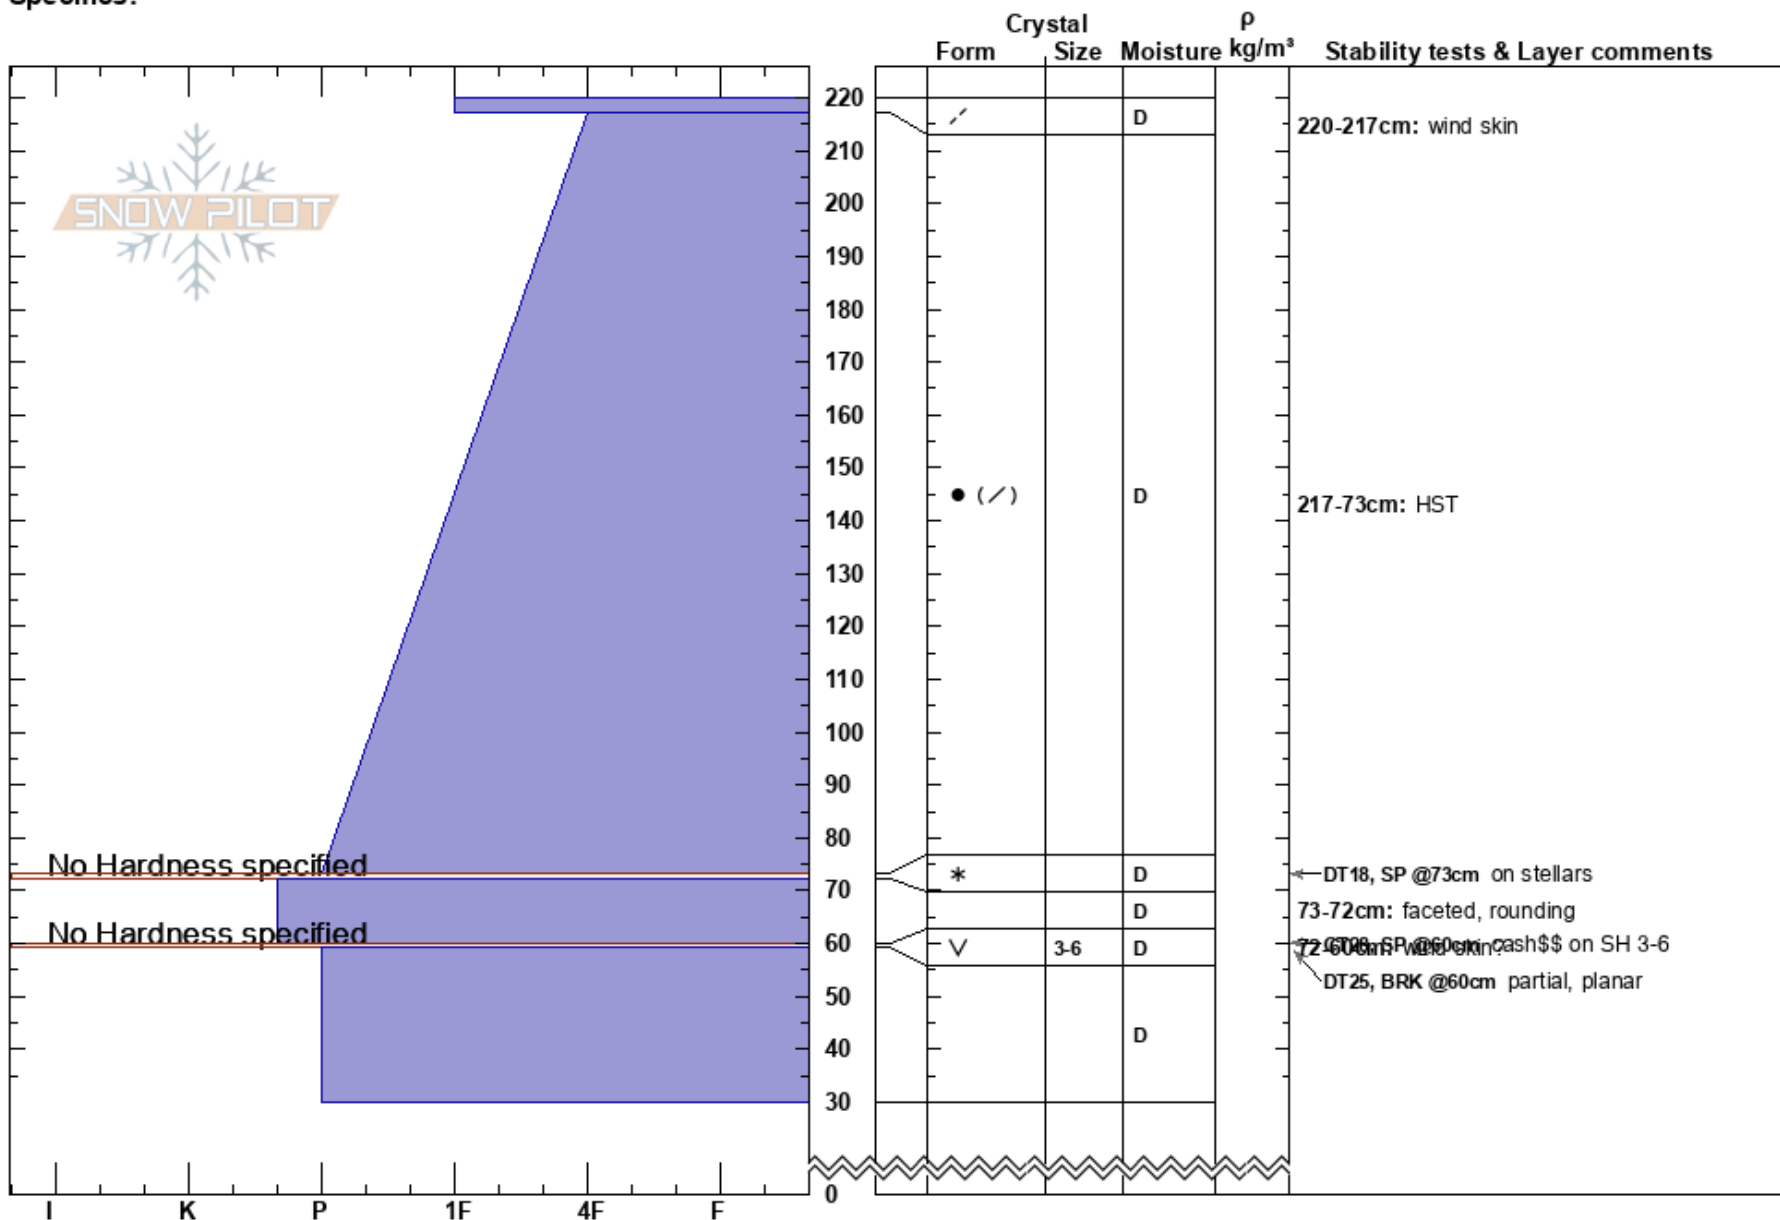 Crystal
ρ
Form
Size
Moisture
kg/m³
Stability tests & Layer comments
220
D
220-217cm: wind skin
210
SNOW PILOT
200
190
180
170
160
150
● (∕)
D
217-73cm: HST
140
130
120
110
100
90
80
No Hardness specified
*
D
DT18, SP @73cm on stellars
70
D
73-72cm: faceted, rounding
No Hardness specified
60
V
3-6
D
cash$$ on SH 3-6
50
DT25, BRK @60cm partial, planar
40
D
30
0
I
K
P
1F
4F
F